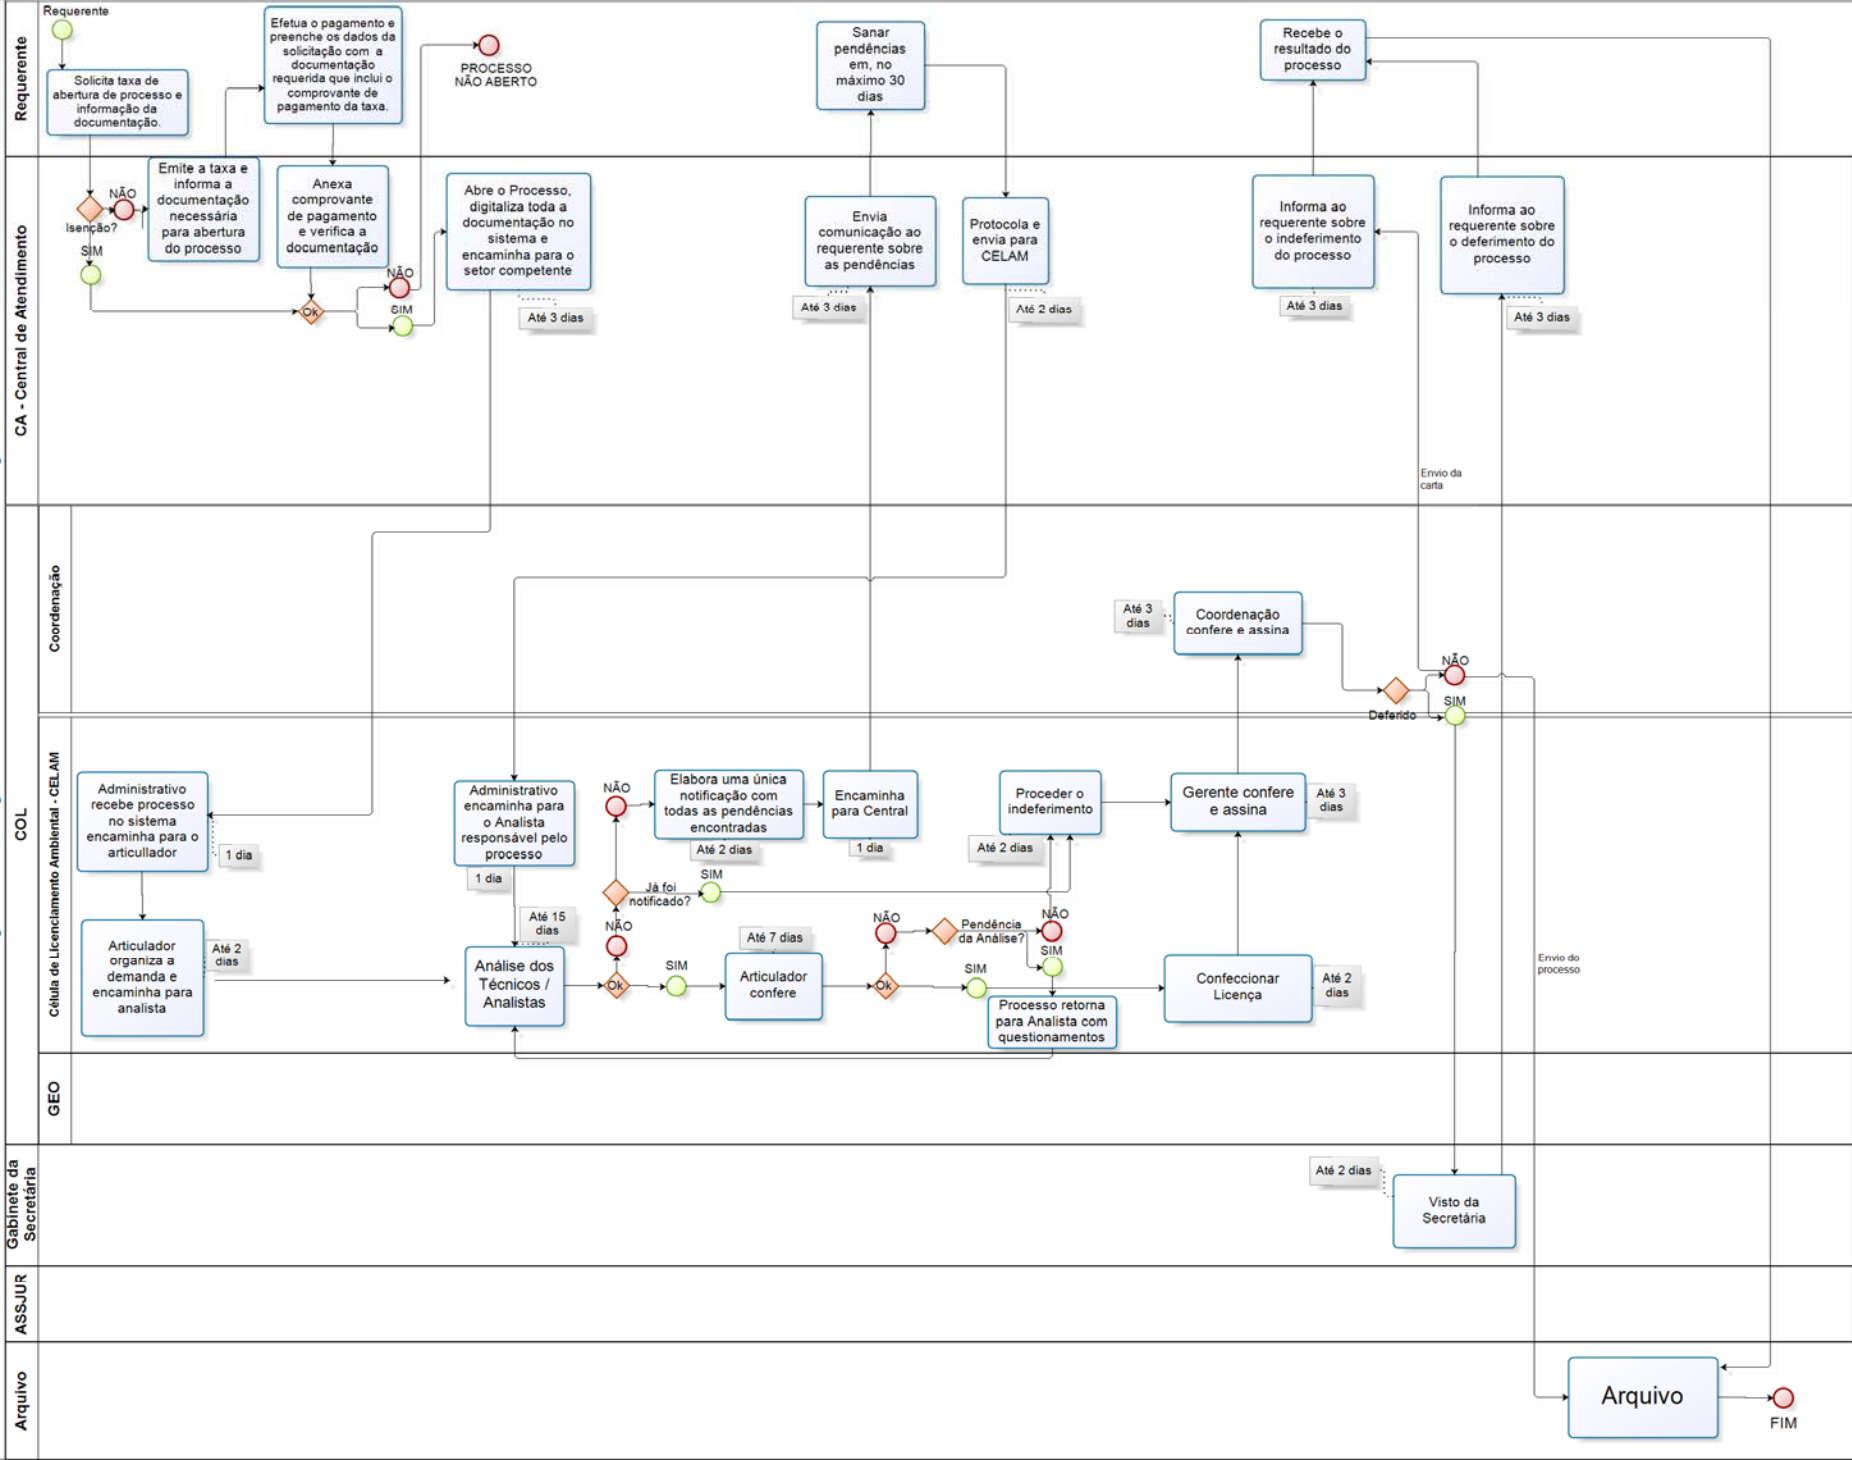 Requerente
Requerente
Solicita taxa de
abertura de processo e
informação da
documentação.
Efetua o pagamento e
preenche os dados da
solicitação com a
documentação
requerida que inclui o
comprovante de
pagamento da taxa.
PROCESSO
NÃO ABERTO
Sanar
pendências
em, no
máximo 30
dias
Recebe o
resultado do
processo
CA - Central de Atendimento
Isenção?
NÃO
SIM
Emite a taxa e
informa a
documentação
necessária
para abertura
do processo
Anexa
comprovante
de pagamento
e verifica a
documentação
Ok
NÃO
SIM
Abre o Processo,
digitaliza toda a
documentação no
sistema e
encaminha para o
setor competente
Até 3 dias
Envia
comunicação ao
requerente sobre
as pendências
Até 3 dias
Protocola e
envia para
CELAM
Até 2 dias
Informa ao
requerente sobre
o indeferimento
do processo
Até 3 dias
Informa ao
requerente sobre
o deferimento do
processo
Até 3 dias
Envio da
carta
COL
Coordenação
Até 3
dias
Coordenação
confere e assina
Deferido
NÃO
SIM
Célula de Licenciamento Ambiental - CELAM
Administrativo
recebe processo
no sistema
encaminha para o
articullador
1 dia
Articulador
organiza a
demanda e
encaminha para
analista
Até 2
dias
Administrativo
encaminha para
o Analista
responsável pelo
processo
1 dia
Até 15
dias
Análise dos
Técnicos /
Analistas
Ok
NÃO
SIM
Já foi
notificado?
NÃO
SIM
Elabora uma única
notificação com
todas as pendências
encontradas
Até 2 dias
Encaminha
para Central
1 dia
Até 7 dias
Articulador
confere
Ok
NÃO
SIM
Pendência
da Análise?
NÃO
SIM
Processo retorna
para Analista com
questionamentos
Proceder o
indeferimento
Até 2 dias
Gerente confere
e assina
Até 3
dias
Confeccionar
Licença
Até 2
dias
Envio do
processo
GEO
Gabinete da
Secretária
Até 2 dias
Visto da
Secretária
ASSJUR
Arquivo
Arquivo
FIM